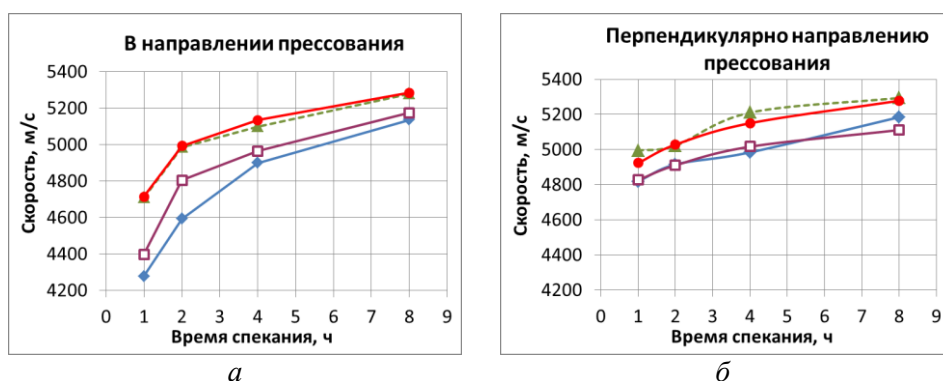 В направлении прессования
5400
5200
5000
4800
4600
4400
4200
Скорость, м/с
0 1 2 3 4 5 6 7 8 9
Время спекания, ч
а
Перпендикулярно направлению
прессования
5400
5200
5000
4800
4600
4400
4200
Скорость, м/с
0 1 2 3 4 5 6 7 8 9
Время спекания, ч
б